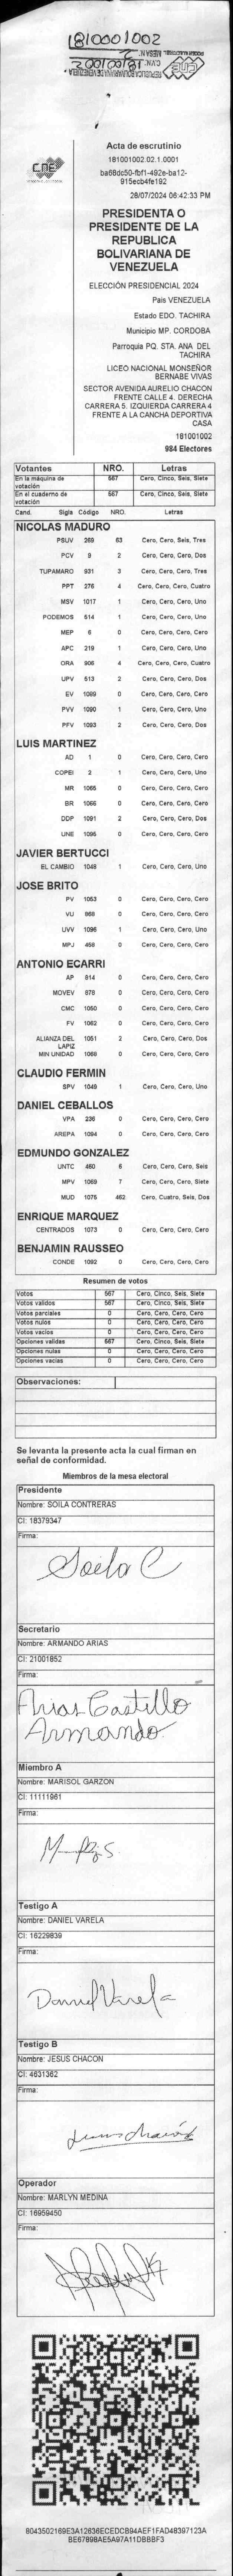 1810001002
CNE
Acta de escrutinio
181001002.02.1.0001
ba68dc50-fbf1-492e-ba12-
915ecb4fe192
28/07/2024 06:42:33 PM
PRESIDENTA O
PRESIDENTE DE LA
REPUBLICA
BOLIVARIANA DE
VENEZUELA
ELECCIÓN PRESIDENCIAL 2024
Pais VENEZUELA
Estado EDO. TACHIRA
Municipio MP. CORDOBA
Parroquia PQ. STA. ANA DEL
TACHIRA
LICEO NACIONAL MONSEÑOR
BERNABE VIVAS
SECTOR AVENIDA AURELIO CHACON
FRENTE CALLE 4. DERECHA
CARRERA 5. IZQUIERDA CARRERA 4
FRENTE A LA CANCHA DEPORTIVA
CASA
181001002
984 Electores
Votantes NRO. Letras
En la máquina de votación 567 Cero, Cinco, Seis, Siete
En el cuaderno de votación 567 Cero, Cinco, Seis, Siete
Cand. Sigla Código NRO. Letras
NICOLAS MADURO
PSUV 269 63 Cero, Cero, Seis, Tres
PCV 9 2 Cero, Cero, Cero, Dos
TUPAMARO 931 3 Cero, Cero, Cero, Tres
PPT 276 4 Cero, Cero, Cero, Cuatro
MSV 1017 1 Cero, Cero, Cero, Uno
PODEMOS 514 1 Cero, Cero, Cero, Uno
MEP 6 0 Cero, Cero, Cero, Cero
APC 219 1 Cero, Cero, Cero, Uno
ORA 906 4 Cero, Cero, Cero, Cuatro
UPV 513 2 Cero, Cero, Cero, Dos
EV 1099 0 Cero, Cero, Cero, Cero
PVV 1090 1 Cero, Cero, Cero, Uno
PFV 1093 2 Cero, Cero, Cero, Dos
LUIS MARTINEZ
AD 1 0 Cero, Cero, Cero, Cero
COPEI 2 1 Cero, Cero, Cero, Uno
MR 1065 0 Cero, Cero, Cero, Cero
BR 1066 0 Cero, Cero, Cero, Cero
DDP 1091 2 Cero, Cero, Cero, Dos
UNE 1095 0 Cero, Cero, Cero, Cero
JAVIER BERTUCCI
EL CAMBIO 1048 1 Cero, Cero, Cero, Uno
JOSE BRITO
PV 1053 0 Cero, Cero, Cero, Cero
VU 868 0 Cero, Cero, Cero, Cero
UVV 1096 1 Cero, Cero, Cero, Uno
MPJ 458 0 Cero, Cero, Cero, Cero
ANTONIO ECARRI
AP 914 0 Cero, Cero, Cero, Cero
MOVEV 878 0 Cero, Cero, Cero, Cero
CMC 1050 0 Cero, Cero, Cero, Cero
FV 1062 0 Cero, Cero, Cero, Cero
ALIANZA DEL LAPIZ 1051 2 Cero, Cero, Cero, Dos
MIN UNIDAD 1068 0 Cero, Cero, Cero, Cero
CLAUDIO FERMIN
SPV 1049 1 Cero, Cero, Cero, Uno
DANIEL CEBALLOS
VPA 236 0 Cero, Cero, Cero, Cero
AREPA 1094 0 Cero, Cero, Cero, Cero
EDMUNDO GONZALEZ
UNTC 460 6 Cero, Cero, Cero, Seis
MPV 1069 7 Cero, Cero, Cero, Siete
MUD 1075 462 Cero, Cuatro, Seis, Dos
ENRIQUE MARQUEZ
CENTRADOS 1073 0 Cero, Cero, Cero, Cero
BENJAMIN RAUSSEO
CONDE 1092 0 Cero, Cero, Cero, Cero
Resumen de votos
Votos 567 Cero, Cinco, Seis, Siete
Votos validos 567 Cero, Cinco, Seis, Siete
Votos parciales 0 Cero, Cero, Cero, Cero
Votos nulos 0 Cero, Cero, Cero, Cero
Votos vacios 0 Cero, Cero, Cero, Cero
Opciones validas 567 Cero, Cinco, Seis, Siete
Opciones nulas 0 Cero, Cero, Cero, Cero
Opciones vacias 0 Cero, Cero, Cero, Cero
Observaciones:
Se levanta la presente acta la cual firman en
señal de conformidad.
Miembros de la mesa electoral
Presidente
Nombre: SOILA CONTRERAS
CI: 18379347
Firma:
Soila C
Secretario
Nombre: ARMANDO ARIAS
CI: 21001852
Firma:
Arias Castillo
Armando.
Miembro A
Nombre: MARISOL GARZON
CI: 11111961
Firma:
Testigo A
Nombre: DANIEL VARELA
CI: 16229839
Firma:
Daniel Varela
Testigo B
Nombre: JESUS CHACON
CI: 4631362
Firma:
Operador
Nombre: MARLYN MEDINA
CI: 16959450
Firma:
8043502169E3A12636ECEDCB94AEF1FAD48397123A
BE67898AE5A97A11DBBBF3